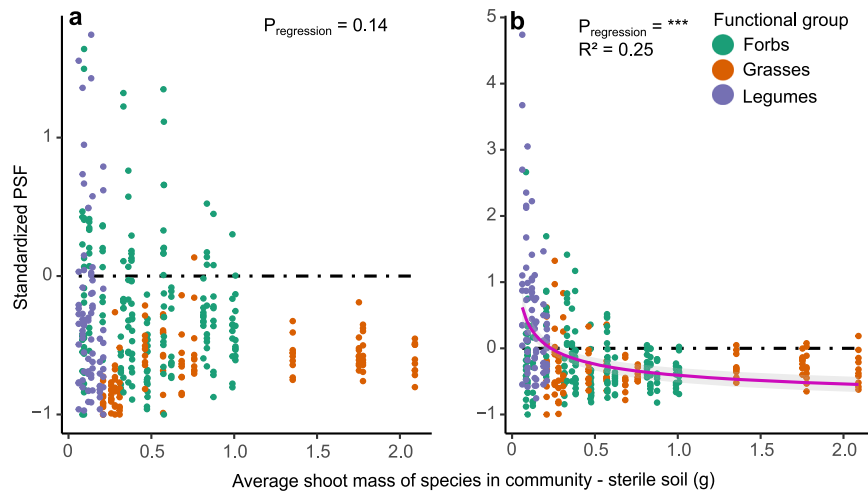 a
P regression = 0.14
b
P regression = ***
R² = 0.25
Functional group
Forbs
Grasses
Legumes
Standardized PSF
1
0
−1
5
4
3
2
1
0
−1
0
0.5
1.0
1.5
2.0
0
0.5
1.0
1.5
2.0
Average shoot mass of species in community - sterile soil (g)